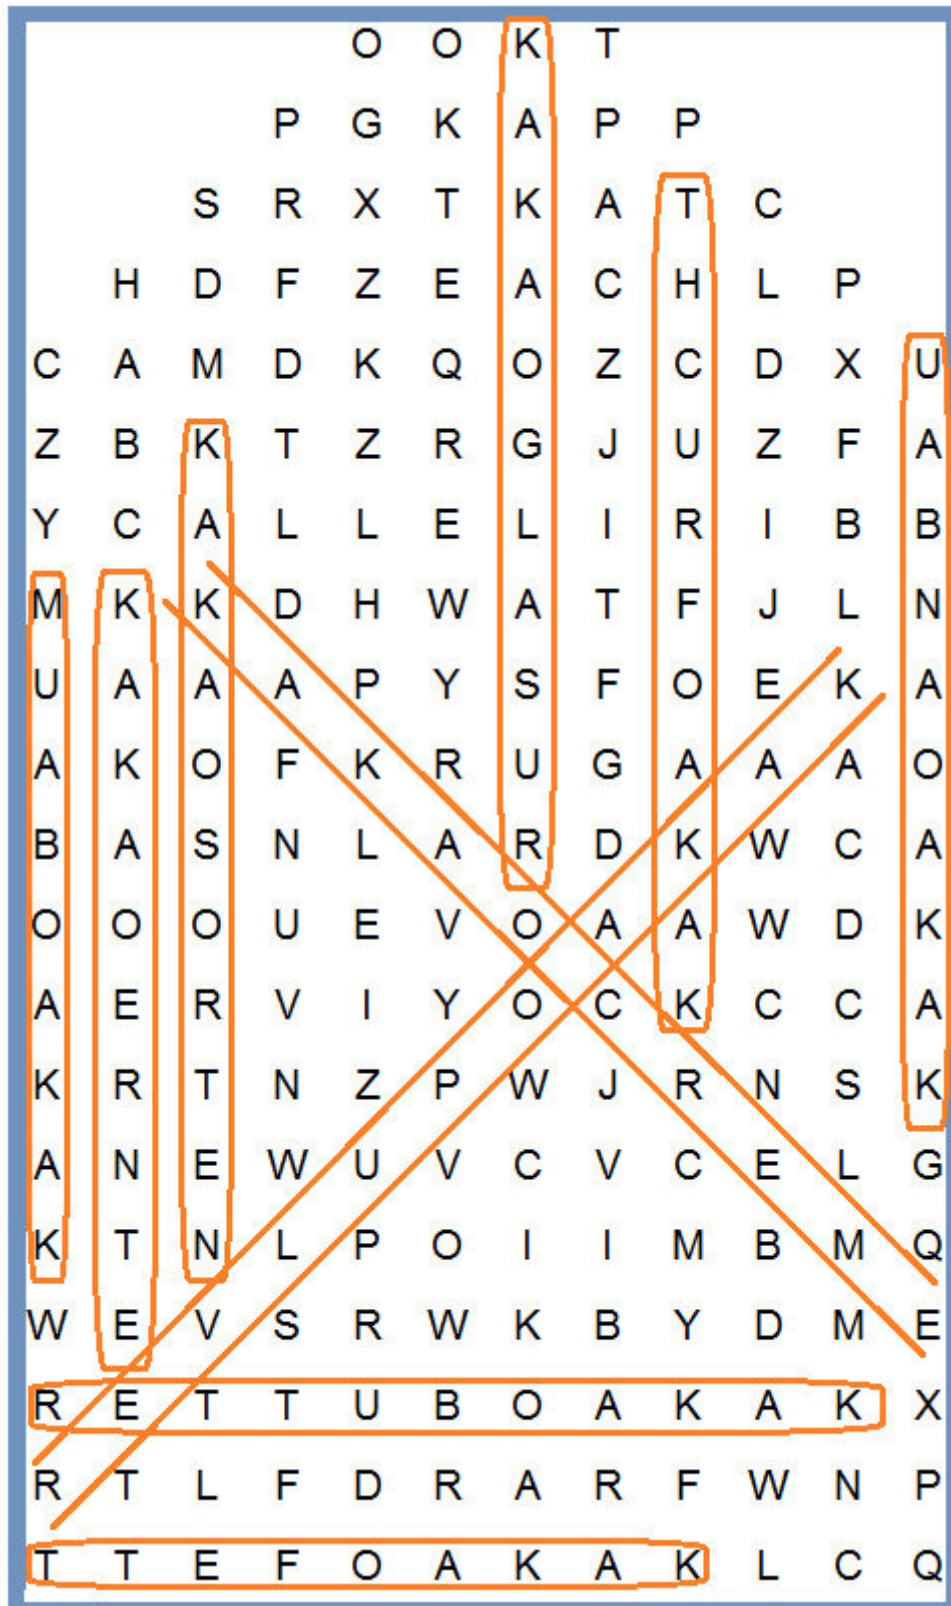 O O K T
P G K A P P
S R X T K A T C
H D F Z E A C H L P
C A M D K Q O Z C D X U
Z B K T Z R G J U Z F A
Y C A L L E L I R I B B
M K K D H W A T F J L N
U A A A P Y S F O E K A
A K O F K R U G A A A O
B A S N L A R D K W C A
O O O U E V O A A W D K
A E R V I Y O C K C C A
K R T N Z P W J R N S K
A N E W U V C V C E L G
K T N L P O I I M B M Q
W E V S R W K B Y D M E
R E T T U B O A K A K X
R T L F D R A R F W N P
T T E F O A K A K L C Q